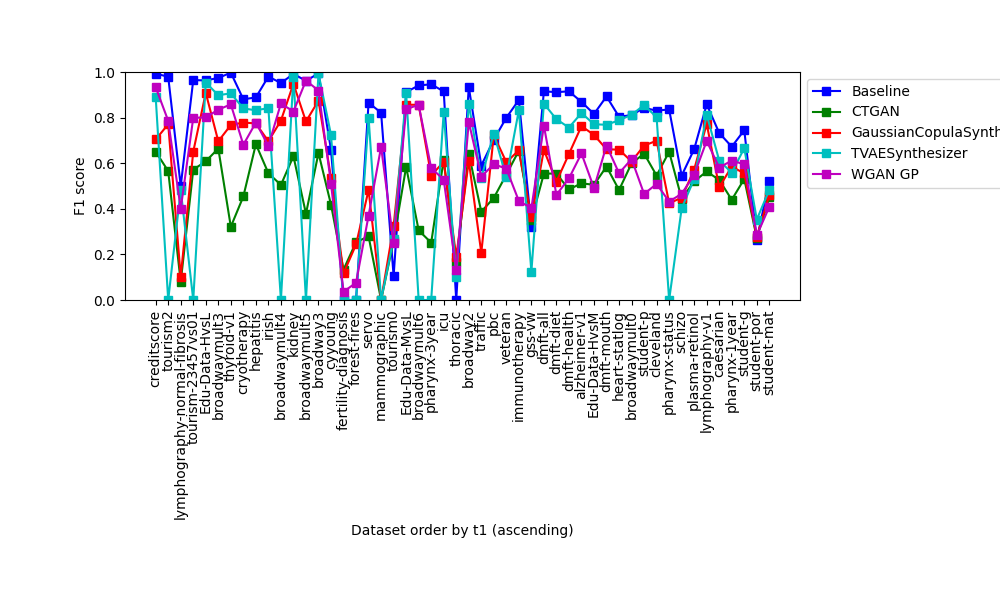 1.0
0.8
0.6
0.4
0.2
0.0
F1 score
creditscore
tourism2
lymphography-normal-fibrosis
tourism-23457vs01
Edu-Data-HvsL
broadwaymult3
thyroid-v1
cryotherapy
hepatitis
irish
broadwaymult4
kidney
broadwaymult5
broadway3
cyyoung
fertility-diagnosis
forest-fires
servo
mammographic
tourism0
Edu-Data-MvsL
broadwaymult6
pharynx-3year
icu
thoracic
broadway2
traffic
pbc
veteran
immunotherapy
gss-wv
dmft-all
dmft-diet
dmft-health
alzheimer-v1
Edu-Data-HvsM
dmft-mouth
heart-statlog
broadwaymult0
student-p
cleveland
pharynx-status
schizo
plasma-retinol
lymphography-v1
caesarian
pharynx-1year
student-g
student-por
student-mat
Dataset order by t1 (ascending)
Baseline
CTGAN
GaussianCopulaSynth
TVAESynthesizer
WGAN GP